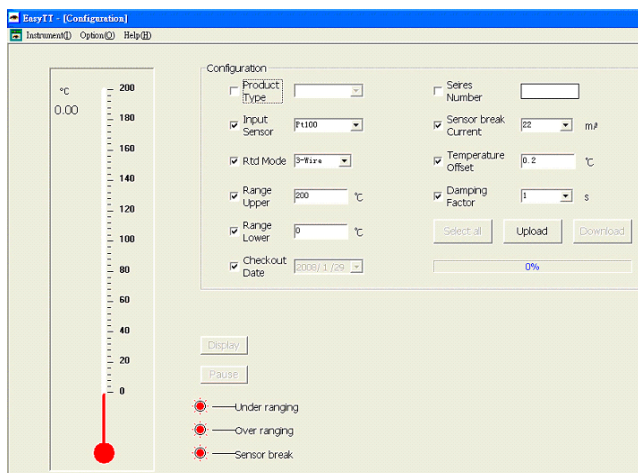 EasyTT - [Configuration]
Instrument(I) Option(O) Help(H)
°C
0.00
200
180
160
140
120
100
80
60
40
20
0
Configuration
Product Type
Seires Number
Input Sensor Pt100
Sensor break Current 22 mA
Rtd Mode 3-Wire
Temperature Offset 0.2 °C
Range Upper 200 °C
Damping Factor 1 s
Range Lower 0 °C
Select all Upload Download
Checkout Date 2008/ 1 /29
0%
Display
Pause
Under ranging
Over ranging
Sensor break